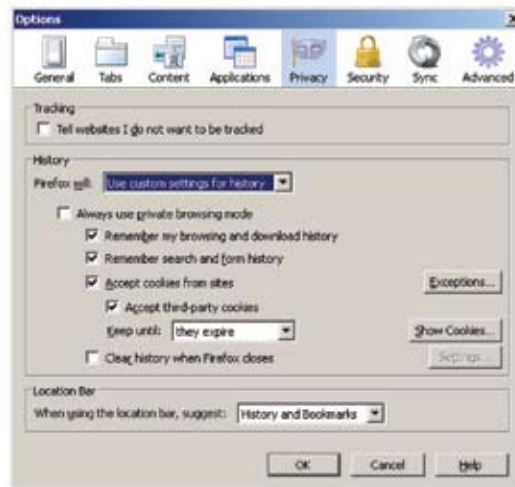 Options
General Tabs Content Applications Privacy Security Sync Advanced
Tracking
Tell websites I do not want to be tracked
History
Firefox will: Use custom settings for history
Always use private browsing mode
Remember my browsing and download history
Remember search and form history
Accept cookies from sites Exceptions...
Accept third-party cookies
Keep until: they expire Show Cookies...
Clear history when Firefox closes Settings...
Location Bar
When using the location bar, suggest: History and Bookmarks
OK Cancel Help